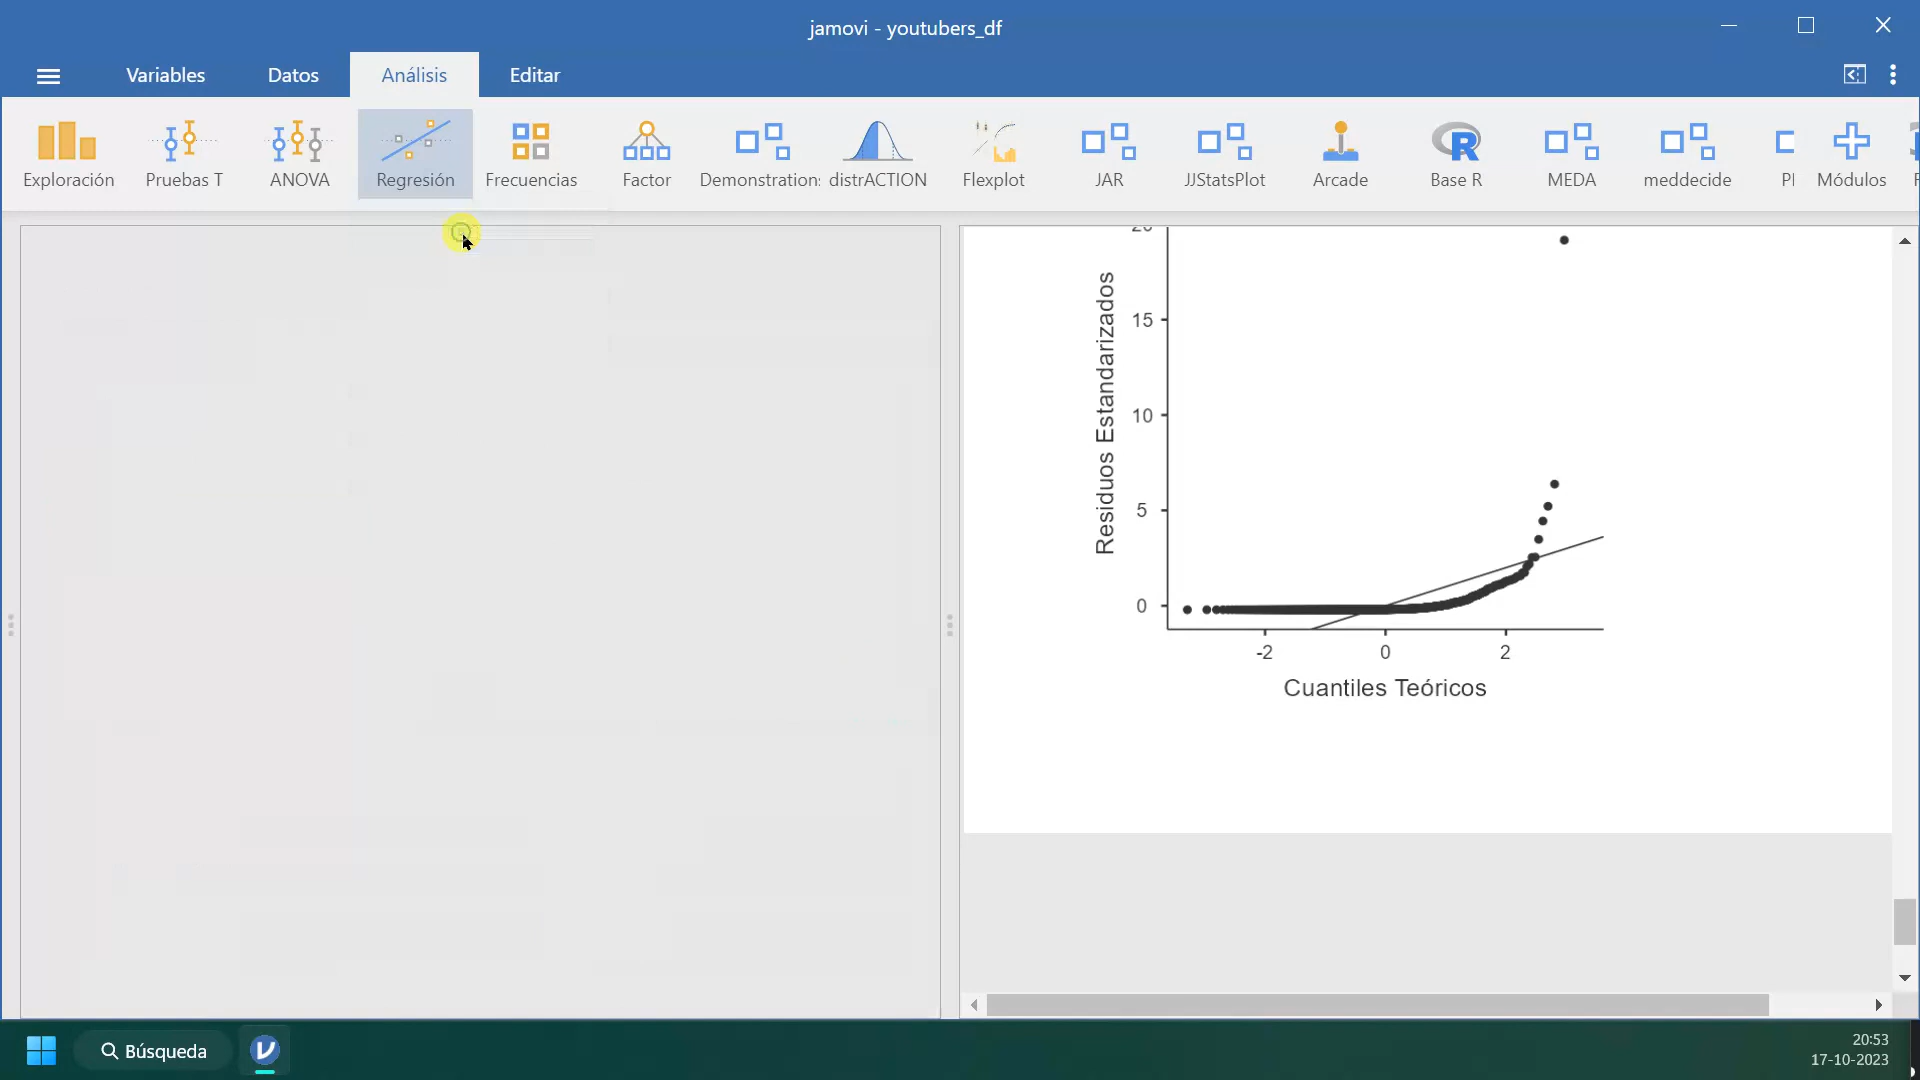 jamovi - youtubers_df
Variables
Datos
Análisis
Editar
Exploración
Pruebas T
ANOVA
Regresión
Frecuencias
Factor
Demonstration
distrACTION
Flexplot
JAR
JJStatsPlot
Arcade
Base R
MEDA
meddecide
Módulos
20
15
10
5
0
Residuos Estandarizados
-2
0
2
Cuantiles Teóricos
Búsqueda
20:53
17-10-2023